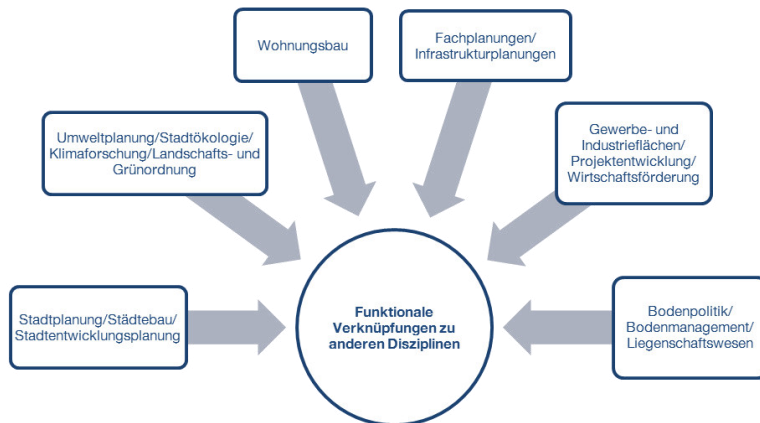 Wohnungsbau
Fachplanungen/
Infrastrukturplanungen
Umweltplanung/Stadtökologie/
Klimaforschung/Landschafts- und
Grünordnung
Gewerbe- und
Industrieflächen/
Projektentwicklung/
Wirtschaftsförderung
Stadtplanung/Städtebau/
Stadtentwicklungsplanung
Funktionale
Verknüpfungen zu
anderen Disziplinen
Bodenpolitik/
Bodenmanagement/
Liegenschaftswesen